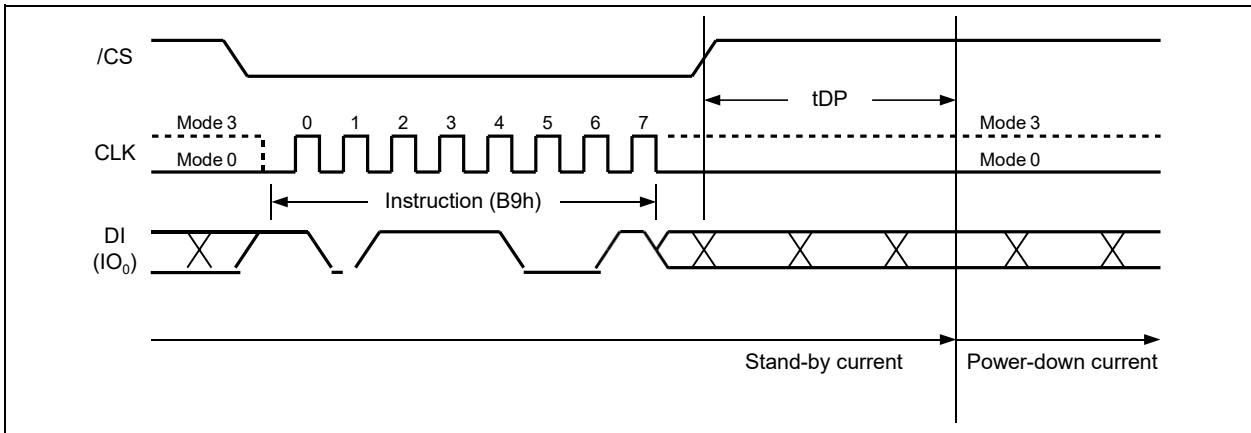 /CS
tDP
Mode 3 0 1 2 3 4 5 6 7 Mode 3
CLK
Mode 0 Mode 0
Instruction (B9h)
DI
(IO₀)
Stand-by current Power-down current